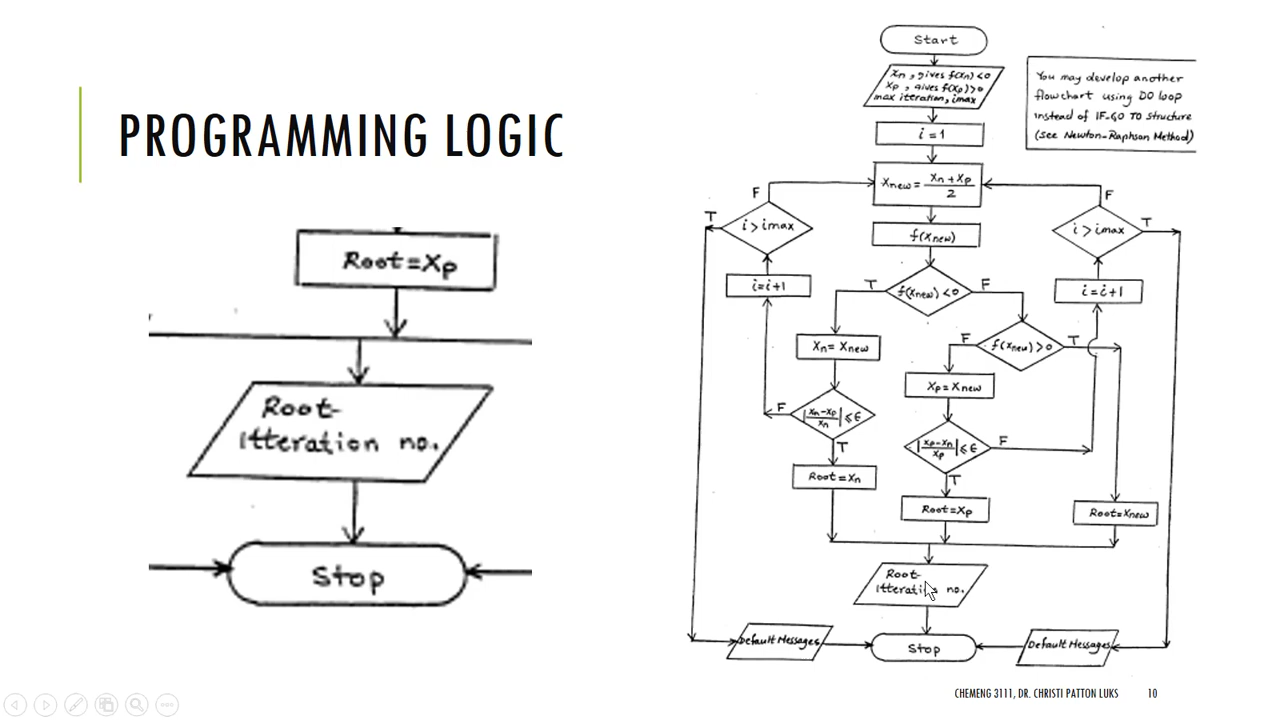 PROGRAMMING LOGIC
Root=Xp
Root-
Itteration no.
Stop
Start
Xn, gives f(xn)<0
Xp, gives f(xp)>0
max iteration, imax
You may develop another
flowchart using DO loop
instead of IF-GO TO structure
(see Newton-Raphson Method)
i=1
Xnew = Xn+Xp
2
F
F
T
i > imax
i > imax
T
f(Xnew)
i=i+1
T
f(Xnew)<0
F
i=i+1
Xn= Xnew
F
f(Xnew)>0
T
Xp=Xnew
F
|Xn-Xp
Xn| ≤ϵ
T
|Xp-Xn
Xp| ≤ϵ
F
T
Root=Xn
Root=Xp
Root=Xnew
Root-
Itterati no.
Default Messages
Stop
Default Messages
CHEMENG 3111, DR. CHRISTI PATTON LUKS
10